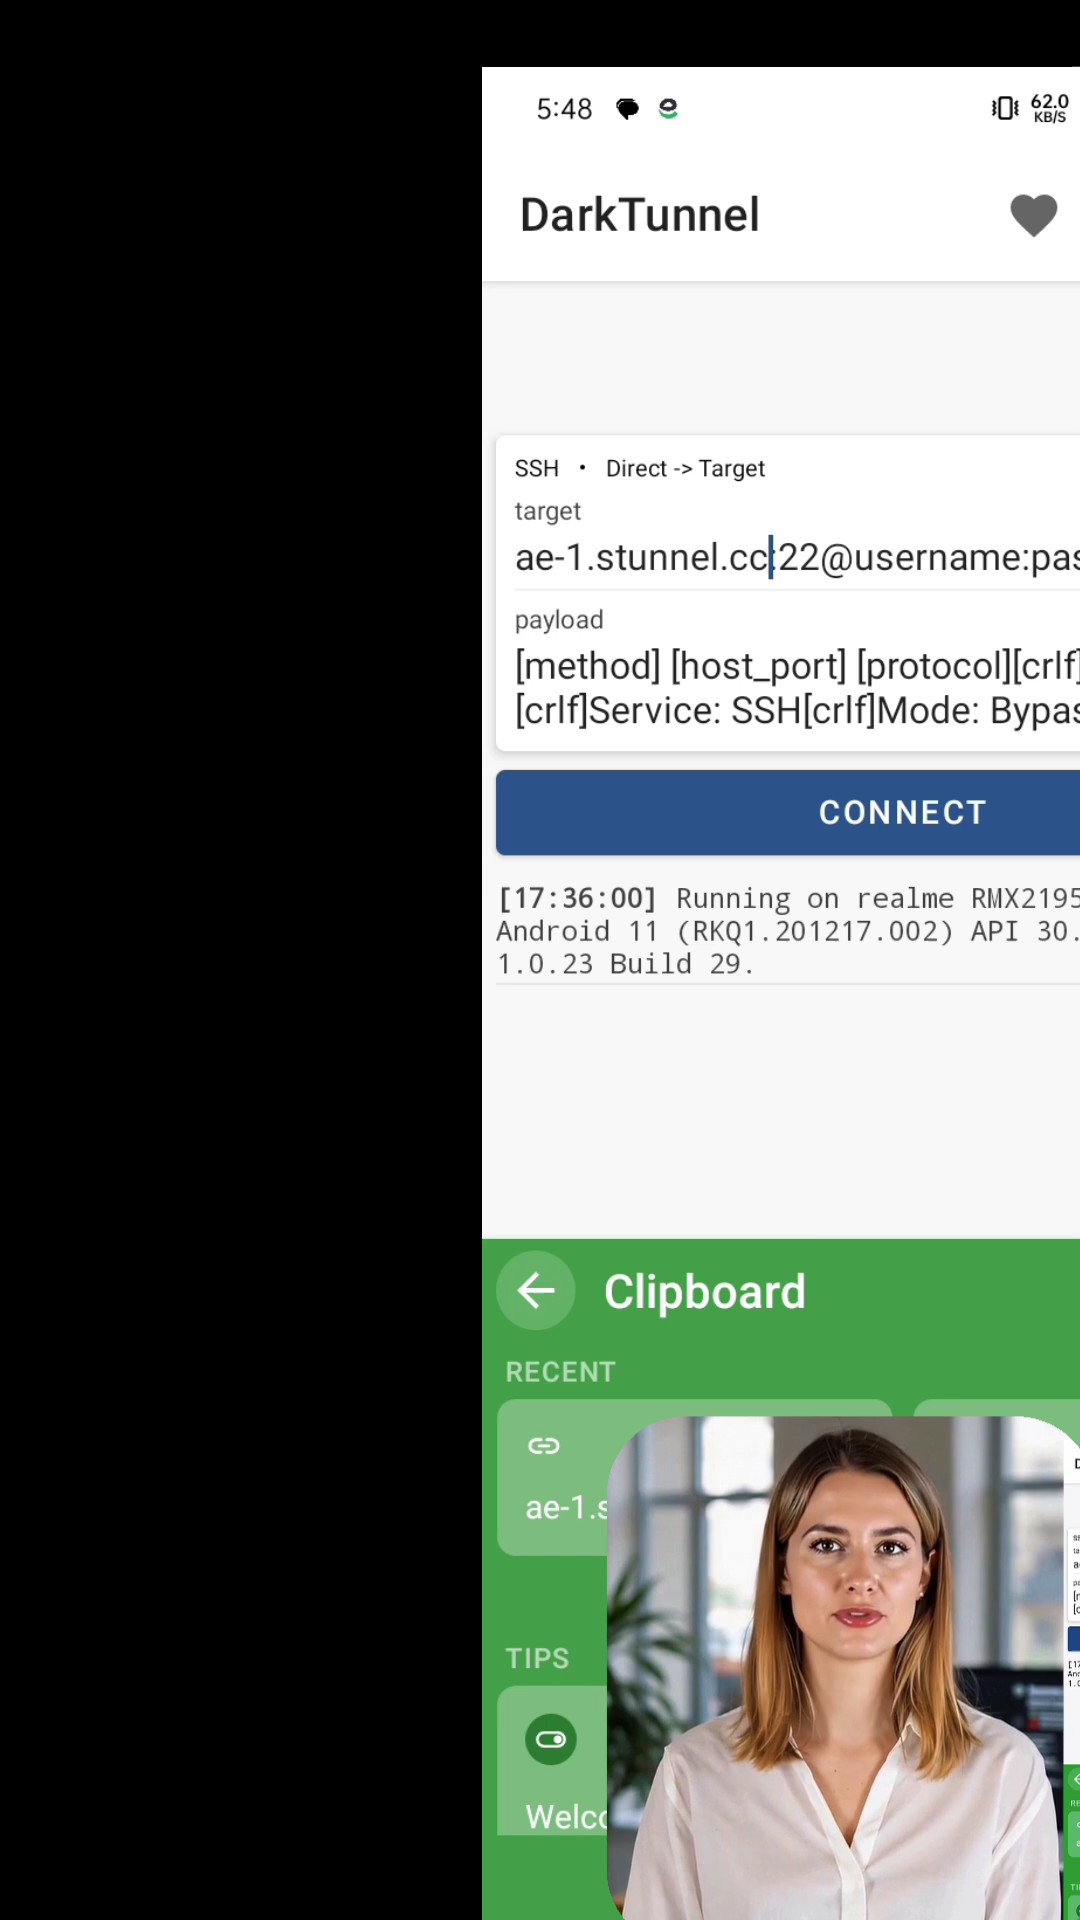 5:48
62.0
KB/S
DarkTunnel
SSH • Direct -> Target
target
ae-1.stunnel.cc:22@username:pas
payload
[method] [host_port] [protocol][crlf]
[crlf]Service: SSH[crlf]Mode: Bypas
CONNECT
[17:36:00] Running on realme RMX2195
Android 11 (RKQ1.201217.002) API 30.
1.0.23 Build 29.
Clipboard
RECENT
ae-1.s
TIPS
Welco